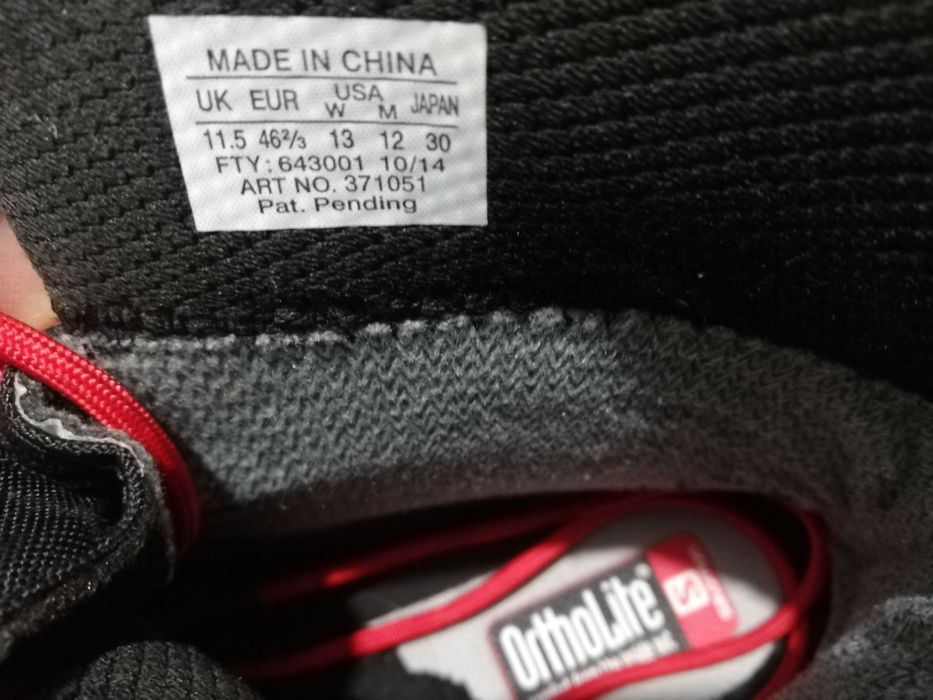 MADE IN CHINA
UK EUR USA JAPAN
W M
11.5 46⅔ 13 12 30
FTY: 643001 10/14
ART NO. 371051
Pat. Pending
OrthoLite